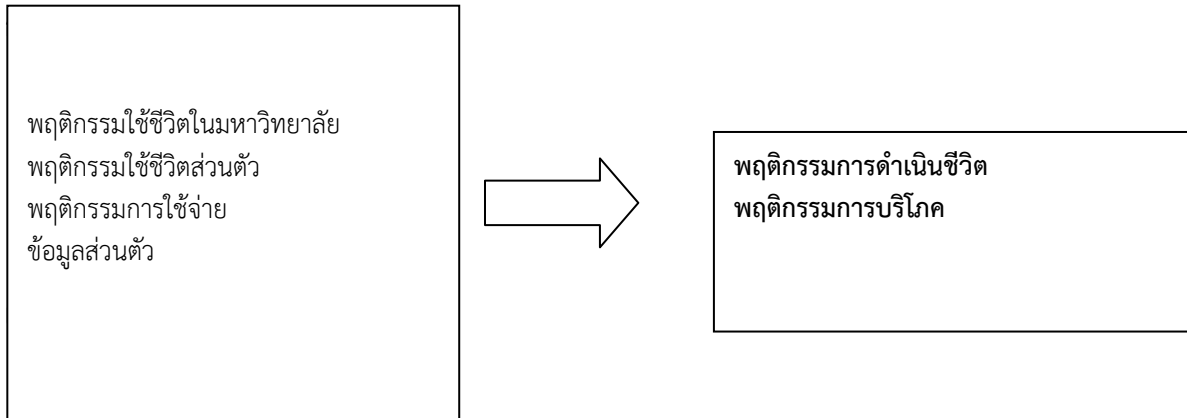 พฤติกรรมใช้ชีวิตในมหาวิทยาลัย
พฤติกรรมใช้ชีวิตส่วนตัว
พฤติกรรมการใช้จ่าย
ข้อมูลส่วนตัว
พฤติกรรมการดำเนินชีวิต
พฤติกรรมการบริโภค